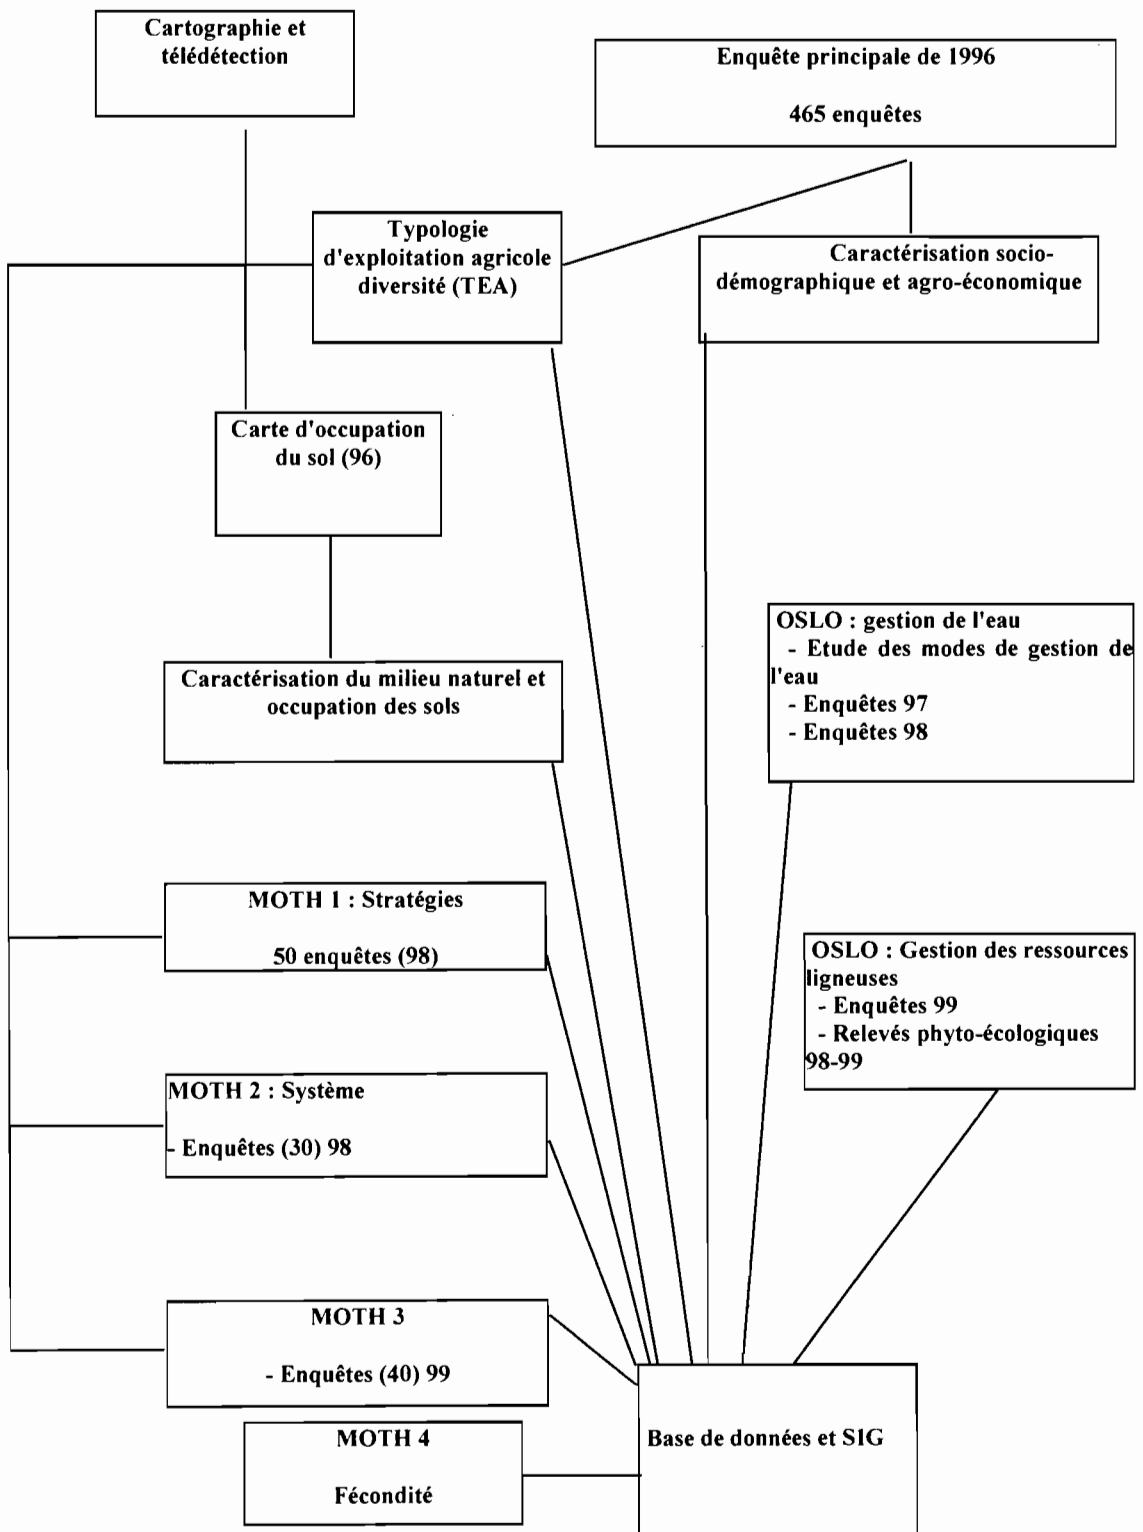 Cartographie et
télédétection
Enquête principale de 1996
465 enquêtes
Typologie
d'exploitation agricole
diversité (TEA)
Caractérisation socio-
démographique et agro-économique
Carte d'occupation
du sol (96)
Caractérisation du milieu naturel et
occupation des sols
OSLO : gestion de l'eau
- Etude des modes de gestion de
l'eau
- Enquêtes 97
- Enquêtes 98
MOTH 1 : Stratégies
50 enquêtes (98)
OSLO : Gestion des ressources
ligneuses
- Enquêtes 99
- Relevés phyto-écologiques
98-99
MOTH 2 : Système
- Enquêtes (30) 98
MOTH 3
- Enquêtes (40) 99
MOTH 4
Fécondité
Base de données et SIG